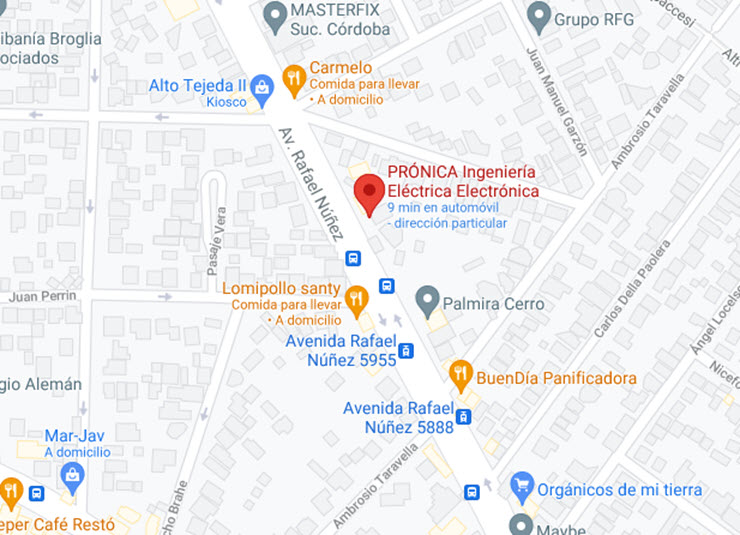 MASTERFIX
Suc. Córdoba
Grupo RFG
ibanía Broglia
ociados
Carmelo
Comida para llevar
• A domicilio
Alto Tejeda II
Kiosco
Juan Manuel Garzón
Ambrosio Taravella
Av. Rafael Núñez
PRÓNICA Ingeniería
Eléctrica Electrónica
9 min en automóvil
- dirección particular
Pasaje Vera
Juan Perrin
Lomipollo santy
Comida para llevar
• A domicilio
Palmira Cerro
Carlos Della Paolera
Ángel Locelso
Avenida Rafael
Núñez 5955
BuenDía Panificadora
gio Alemán
Avenida Rafael
Núñez 5888
Mar-Jav
A domicilio
Ambrosio Taravella
cho Brahe
Orgánicos de mi tierra
eper Café Restó
Maybe